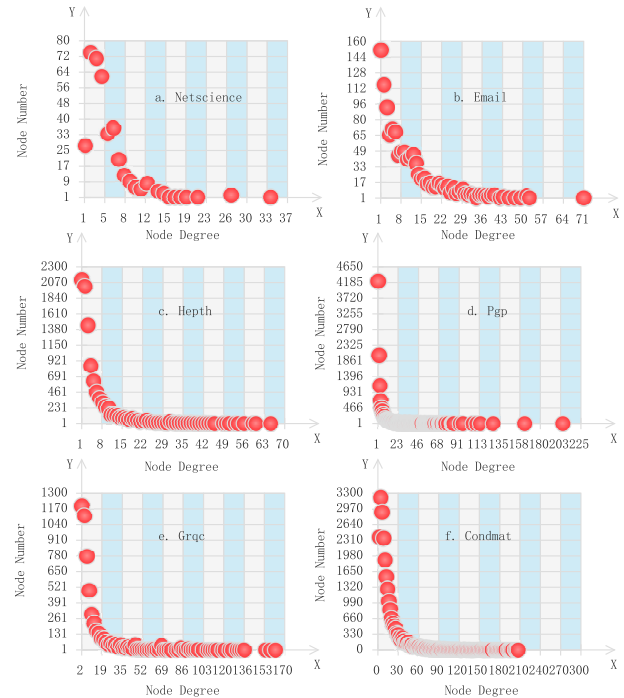 Y
80
72
64
56
48
40
33
25
17
9
1
Node Number
a. Netscience
1 5 8 13 15 19 23 27 33 37
X
Node Degree
Y
160
144
128
112
96
80
65
49
33
17
1
Node Number
b. Email
1 8 15 22 29 36 43 50 57 64 71
X
Node Degree
Y
2300
2070
1840
1610
1380
1150
921
691
461
231
1
Node Number
c. Hepth
1 8 15 22 29 35 42 49 56 63 70
X
Node Degree
Y
4650
4185
3720
3255
2790
2325
1861
1396
931
466
1
Node Number
d. Pgp
1 23 46 68 91 113 135 158 180 203 225
X
Node Degree
Y
1300
1170
1040
910
780
650
521
391
261
131
1
Node Number
e. Grqc
2 19 35 52 69 86 103 120 136 153 170
X
Node Degree
Y
3300
2970
2640
2310
1980
1650
1320
990
660
330
0
Node Number
f. Condmat
0 30 60 90 120 150 180 210 240 270 300
X
Node Degree